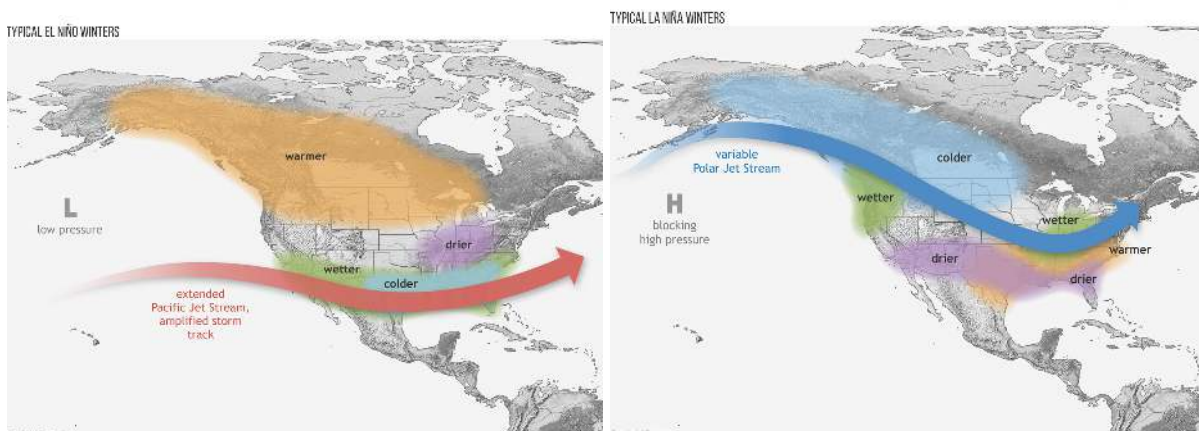 TYPICAL EL NIÑO WINTERS
warmer
L
low pressure
drier
wetter
colder
extended
Pacific Jet Stream,
amplified storm
track
TYPICAL LA NIÑA WINTERS
variable
Polar Jet Stream
colder
wetter
H
blocking
high pressure
wetter
warmer
drier
drier